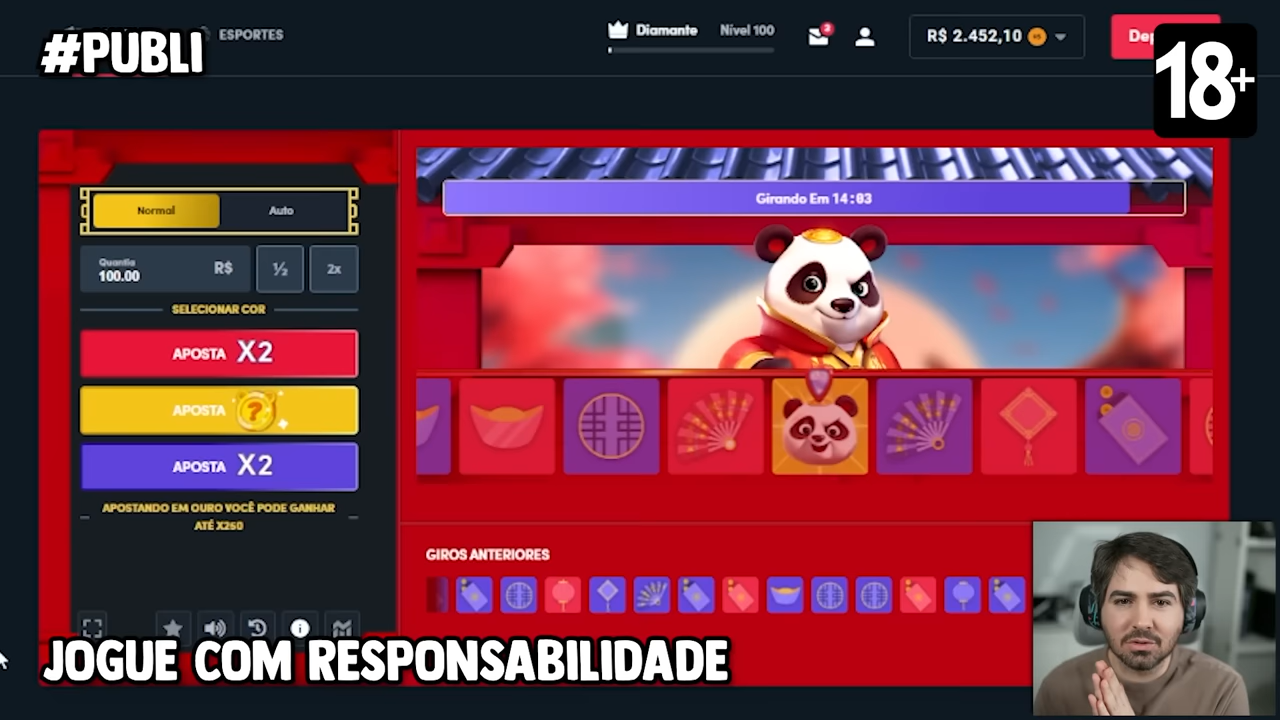 #PUBLI
ESPORTES
Diamante
Nível 100
3
R$ 2.452,10
R$
18+
Normal
Auto
Girando Em 14:03
Quantia
100.00
R$
½
2x
SELECIONAR COR
APOSTA X2
APOSTA ?
APOSTA X2
APOSTANDO EM OURO VOCÊ PODE GANHAR
ATÉ X250
GIROS ANTERIORES
JOGUE COM RESPONSABILIDADE